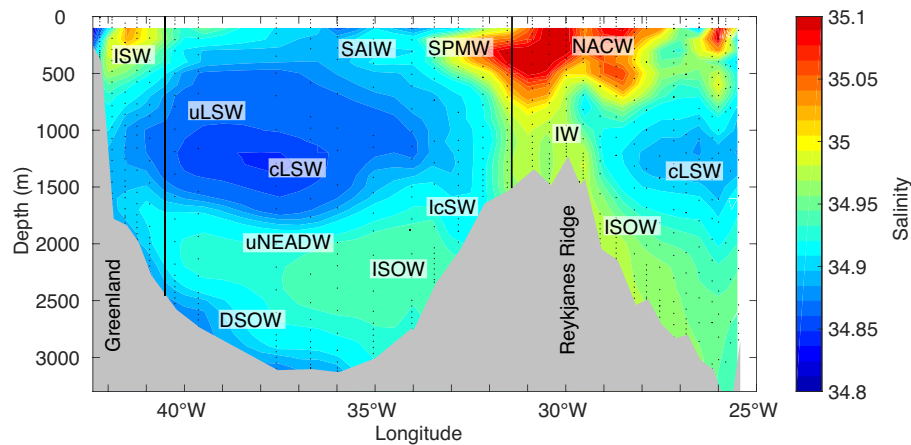 0
500
1000
1500
2000
2500
3000
Depth (m)
40°W
35°W
30°W
25°W
Longitude
ISW
SAIW
SPMW
NACW
uLSW
IW
cLSW
cLSW
IcSW
uNEADW
ISOW
ISOW
DSOW
Greenland
Reykjanes Ridge
35.1
35.05
35
34.95
34.9
34.85
34.8
Salinity